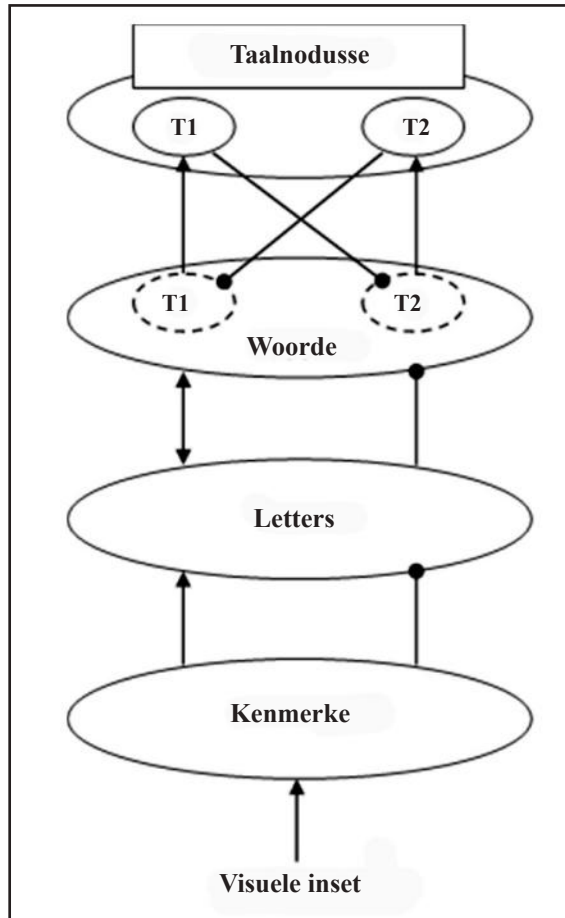 Taalnodusse
T1 T2
T1 T2
Woorde
Letters
Kenmerke
Visuele inset